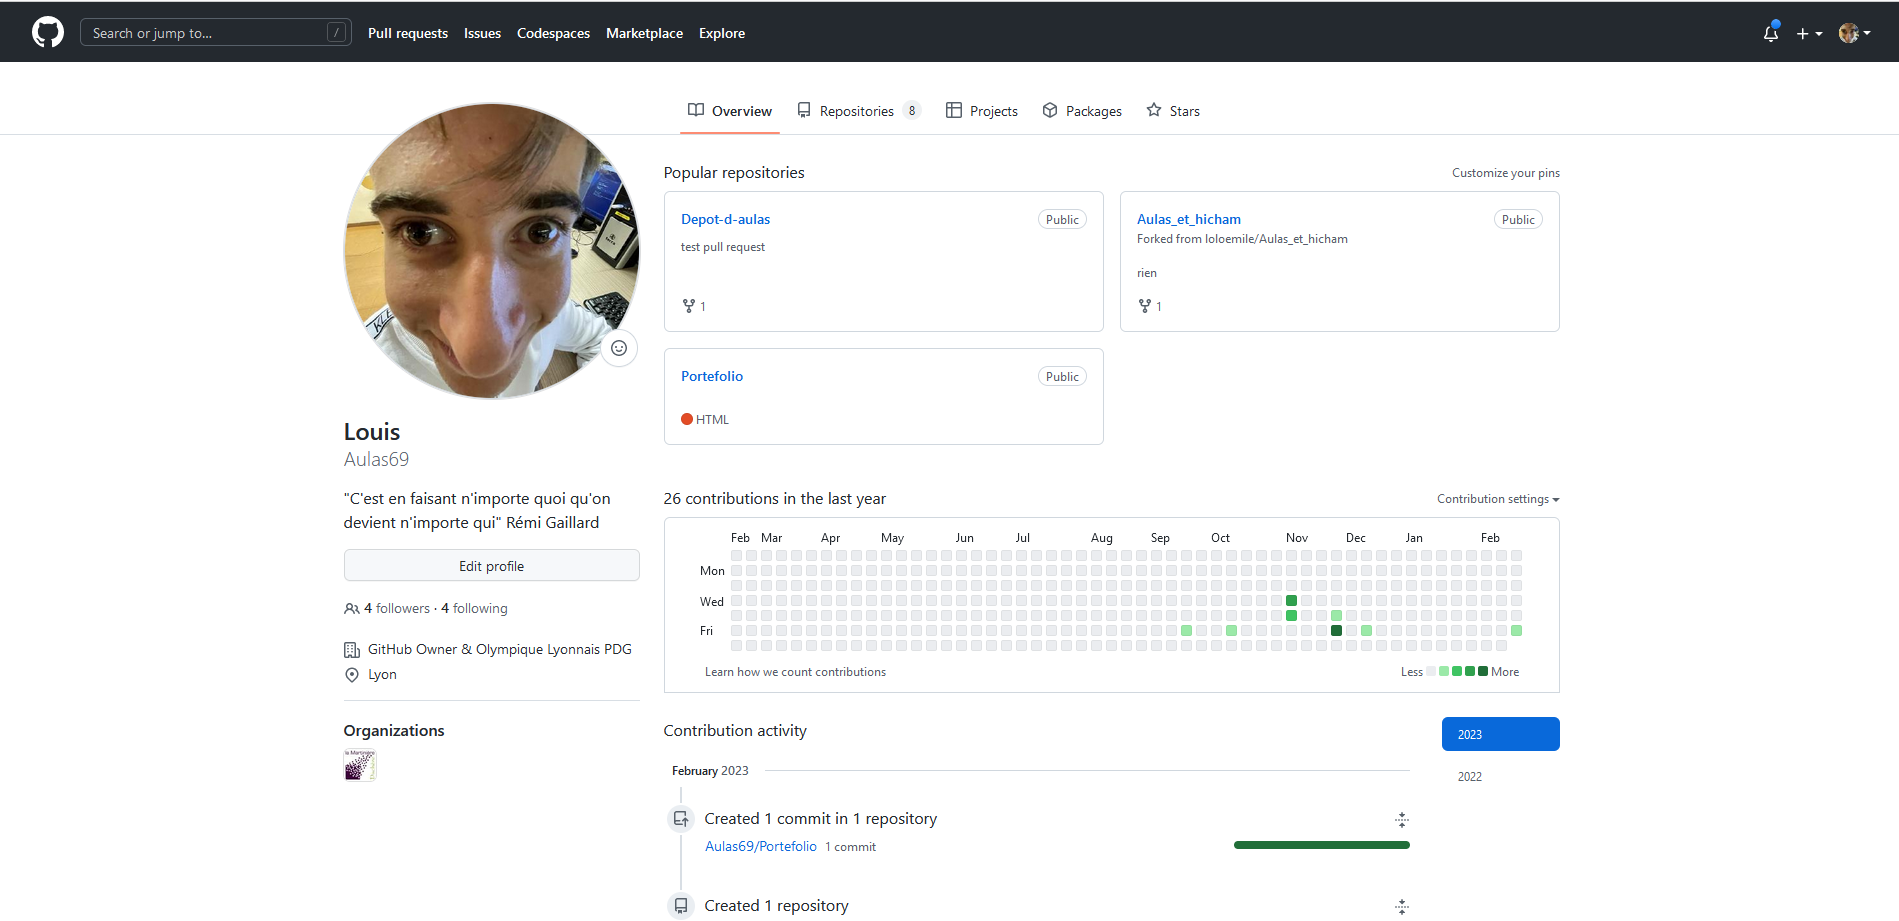 Search or jump to...
/
Pull requests
Issues
Codespaces
Marketplace
Explore
Overview
Repositories 8
Projects
Packages
Stars
Louis
Aulas69
"C'est en faisant n'importe quoi qu'on
devient n'importe qui" Rémi Gaillard
Edit profile
4 followers · 4 following
GitHub Owner & Olympique Lyonnais PDG
Lyon
Organizations
la Martinière
Popular repositories
Customize your pins
Depot-d-aulas
Public
test pull request
1
Aulas_et_hicham
Public
Forked from loloemile/Aulas_et_hicham
rien
1
Portefolio
Public
HTML
26 contributions in the last year
Contribution settings
Feb Mar Apr May Jun Jul Aug Sep Oct Nov Dec Jan Feb
Mon
Wed
Fri
Learn how we count contributions
Less More
Contribution activity
2023
2022
February 2023
Created 1 commit in 1 repository
Aulas69/Portefolio 1 commit
Created 1 repository